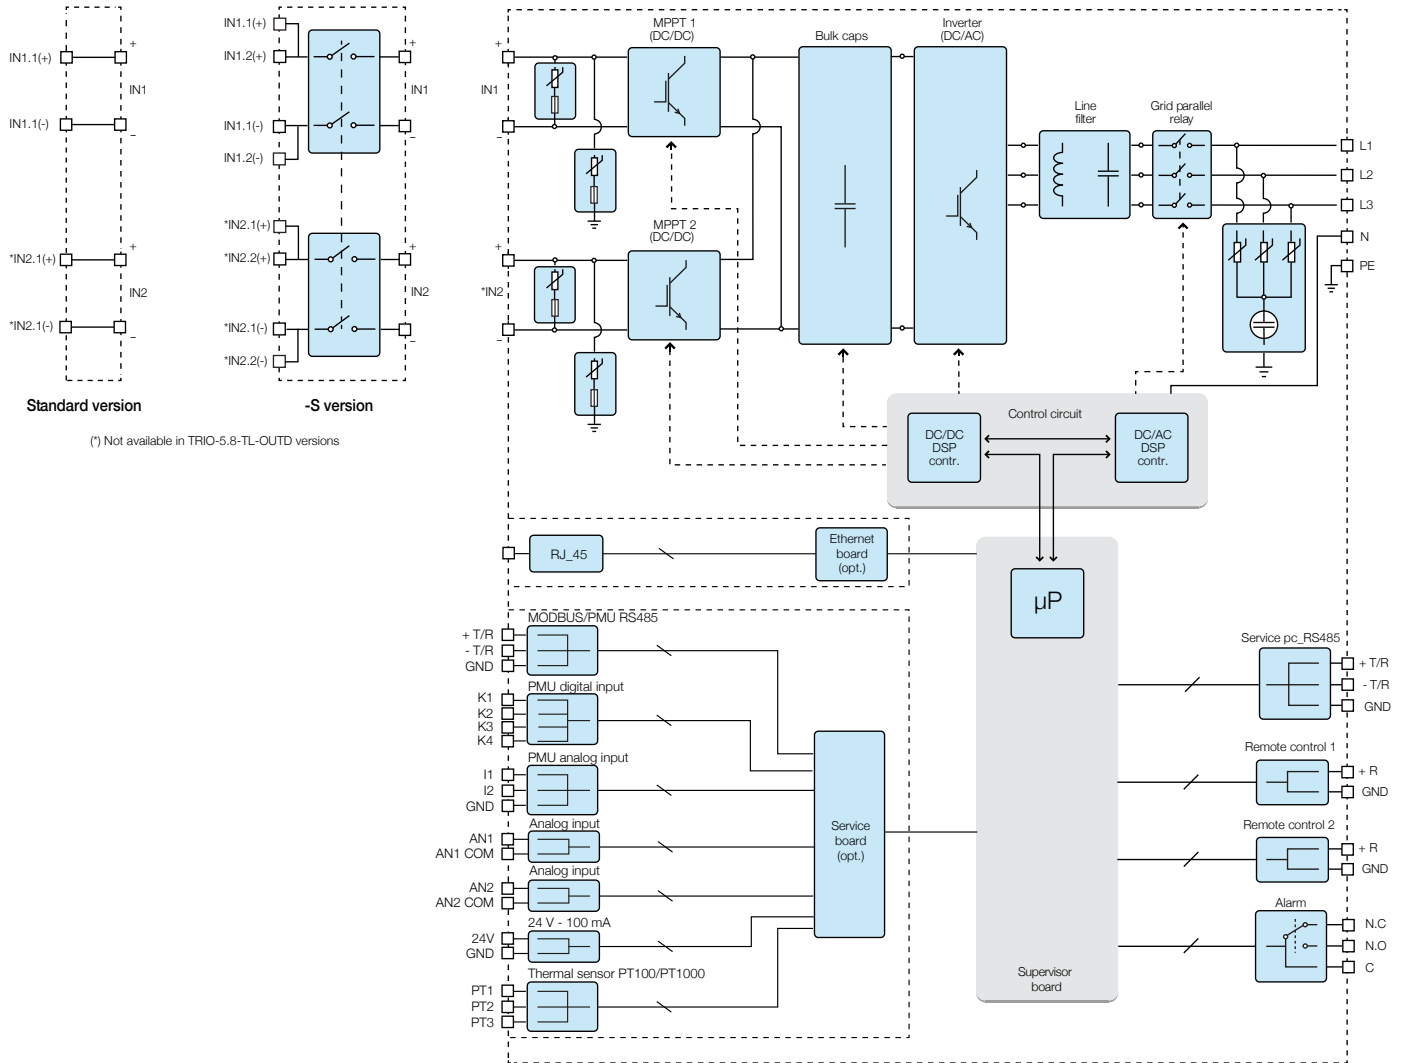 IN1.1(+)
+
IN1
IN1.1(-)
_
*IN2.1(+)
+
IN2
*IN2.1(-)
_
Standard version
IN1.1(+)
IN1.2(+)
+
IN1
IN1.1(-)
_
IN1.2(-)
*IN2.1(+)
+
*IN2.2(+)
IN2
*IN2.1(-)
_
*IN2.2(-)
-S version
(*) Not available in TRIO-5.8-TL-OUTD versions
+
IN1
_
+
*IN2
_
MPPT 1
(DC/DC)
MPPT 2
(DC/DC)
Bulk caps
Inverter
(DC/AC)
Line
filter
Grid parallel
relay
L1
L2
L3
N
PE
Control circuit
DC/DC
DSP
contr.
DC/AC
DSP
contr.
RJ_45
Ethernet
board
(opt.)
µP
Supervisor
board
MODBUS/PMU RS485
+ T/R
- T/R
GND
PMU digital input
K1
K2
K3
K4
PMU analog input
I1
I2
GND
Analog input
AN1
AN1 COM
Analog input
AN2
AN2 COM
24 V - 100 mA
24V
GND
Thermal sensor PT100/PT1000
PT1
PT2
PT3
Service
board
(opt.)
Service pc_RS485
+ T/R
- T/R
GND
Remote control 1
+ R
GND
Remote control 2
+ R
GND
Alarm
N.C
N.O
C